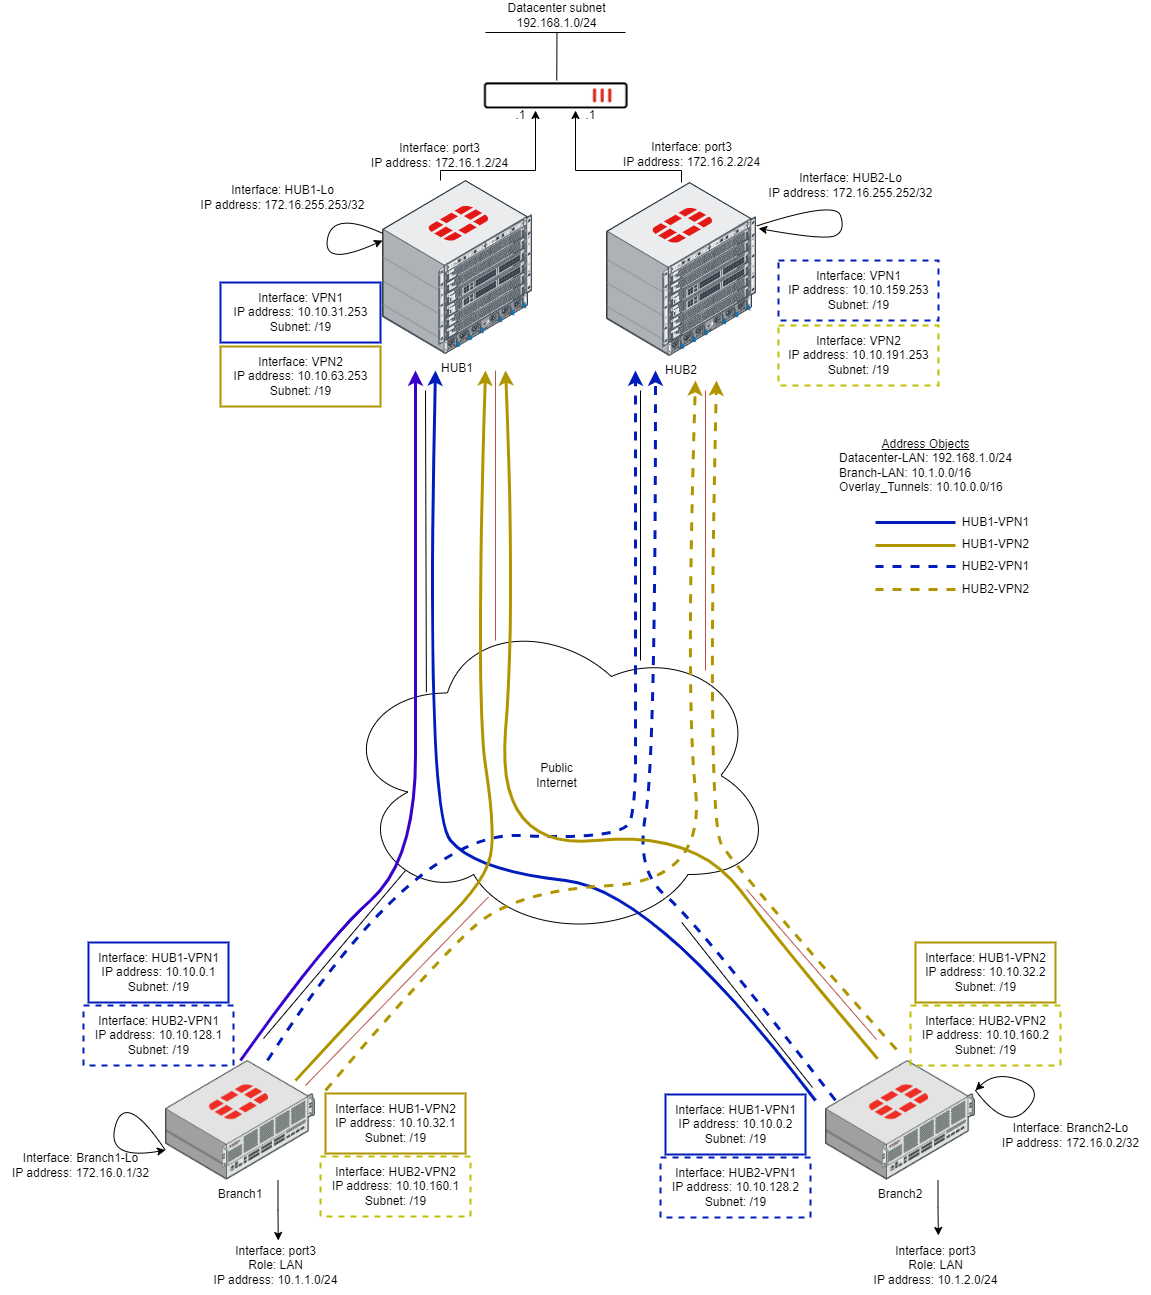 Datacenter subnet
192.168.1.0/24
.1
.1
Interface: port3
IP address: 172.16.1.2/24
Interface: port3
IP address: 172.16.2.2/24
Interface: HUB1-Lo
IP address: 172.16.255.253/32
Interface: HUB2-Lo
IP address: 172.16.255.252/32
Interface: VPN1
IP address: 10.10.31.253
Subnet: /19
Interface: VPN2
IP address: 10.10.63.253
Subnet: /19
Interface: VPN1
IP address: 10.10.159.253
Subnet: /19
Interface: VPN2
IP address: 10.10.191.253
Subnet: /19
HUB1
HUB2
Address Objects
Datacenter-LAN: 192.168.1.0/24
Branch-LAN: 10.1.0.0/16
Overlay_Tunnels: 10.10.0.0/16
HUB1-VPN1
HUB1-VPN2
HUB2-VPN1
HUB2-VPN2
Public
Internet
Interface: HUB1-VPN1
IP address: 10.10.0.1
Subnet: /19
Interface: HUB2-VPN1
IP address: 10.10.128.1
Subnet: /19
Interface: HUB1-VPN2
IP address: 10.10.32.2
Subnet: /19
Interface: HUB2-VPN2
IP address: 10.10.160.2
Subnet: /19
Interface: HUB1-VPN2
IP address: 10.10.32.1
Subnet: /19
Interface: HUB2-VPN2
IP address: 10.10.160.1
Subnet: /19
Interface: HUB1-VPN1
IP address: 10.10.0.2
Subnet: /19
Interface: HUB2-VPN1
IP address: 10.10.128.2
Subnet: /19
Interface: Branch1-Lo
IP address: 172.16.0.1/32
Interface: Branch2-Lo
IP address: 172.16.0.2/32
Branch1
Branch2
Interface: port3
Role: LAN
IP address: 10.1.1.0/24
Interface: port3
Role: LAN
IP address: 10.1.2.0/24